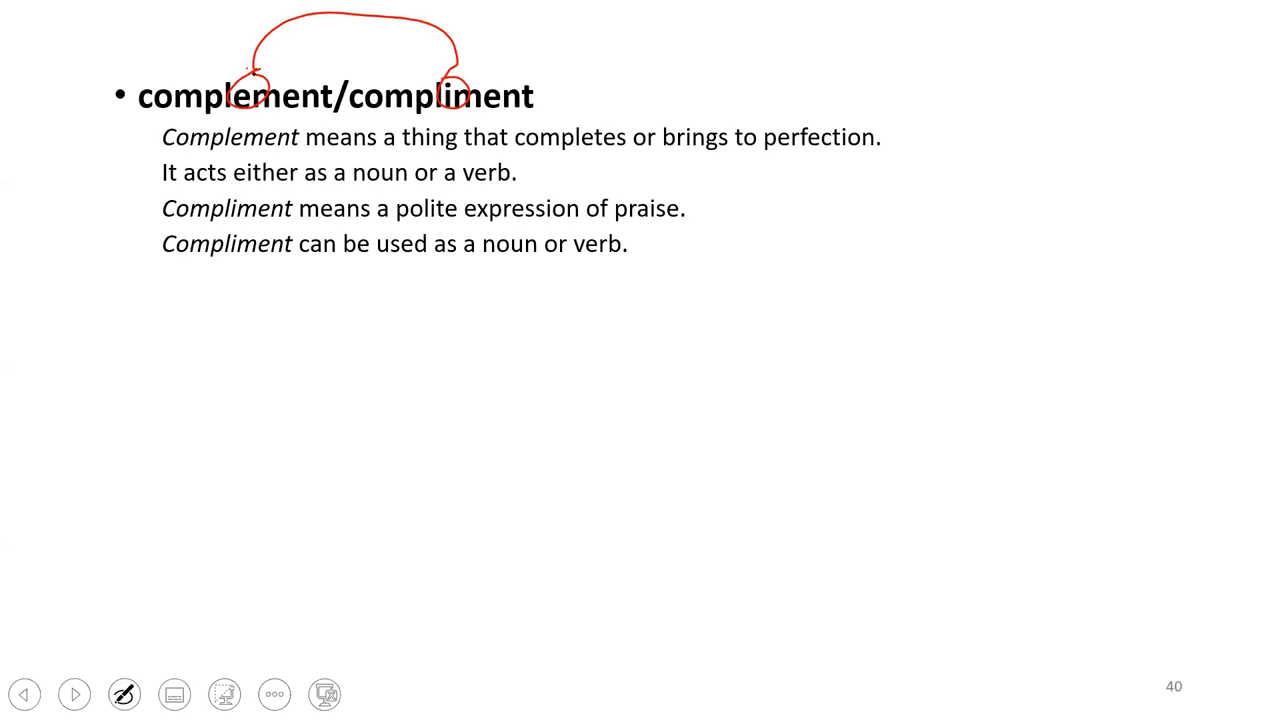 • complement/compliment
Complement means a thing that completes or brings to perfection.
It acts either as a noun or a verb.
Compliment means a polite expression of praise.
Compliment can be used as a noun or verb.
40